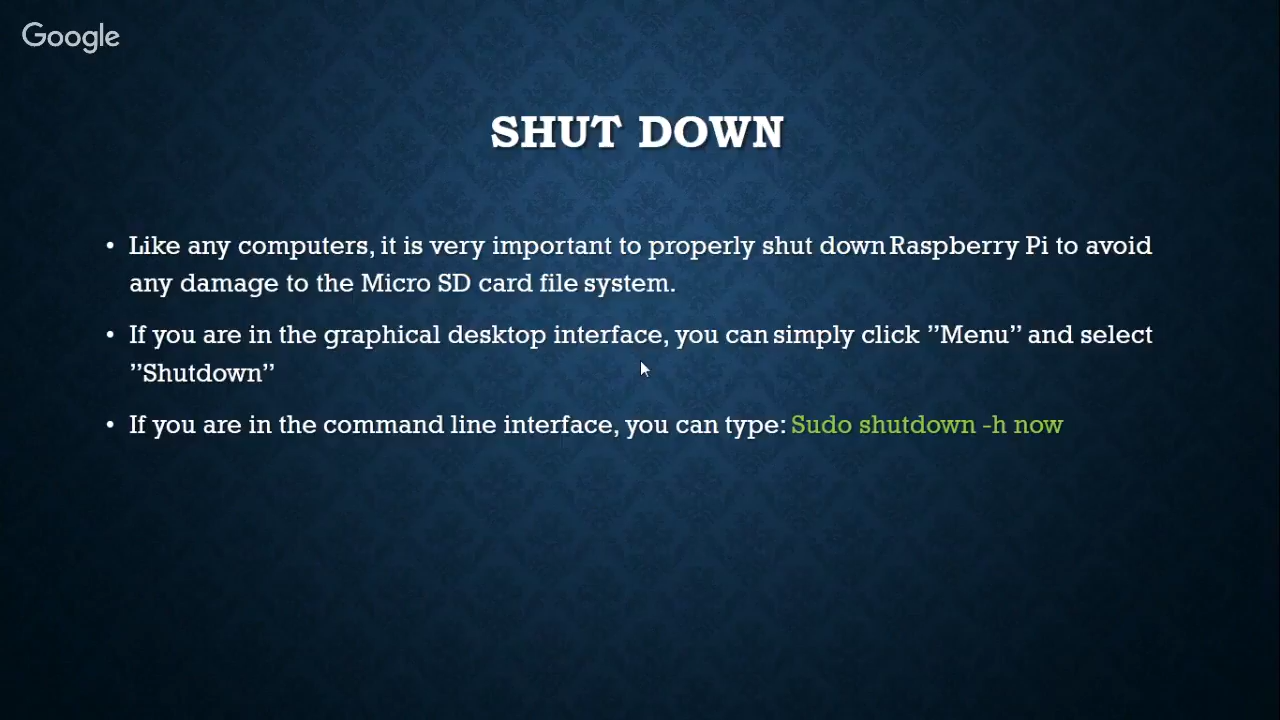 Google
SHUT DOWN
• Like any computers, it is very important to properly shut down Raspberry Pi to avoid
any damage to the Micro SD card file system.
• If you are in the graphical desktop interface, you can simply click ”Menu” and select
”Shutdown”
• If you are in the command line interface, you can type: Sudo shutdown -h now